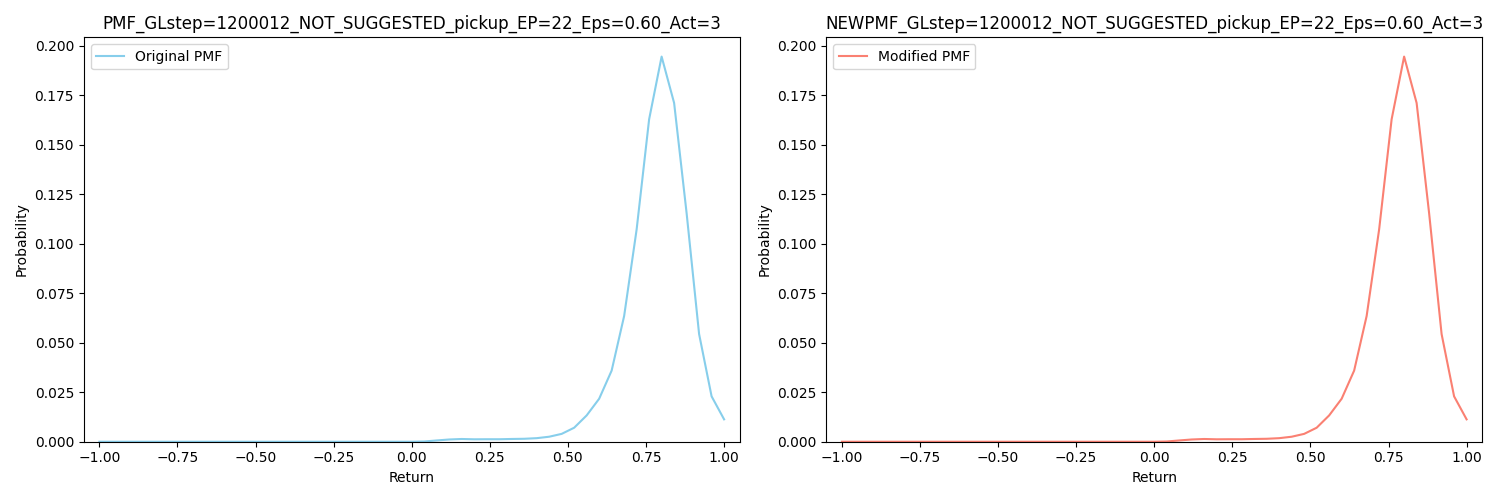 PMF_GLstep=1200012_NOT_SUGGESTED_pickup_EP=22_Eps=0.60_Act=3
Original PMF
Probability
0.200
0.175
0.150
0.125
0.100
0.075
0.050
0.025
0.000
−1.00 −0.75 −0.50 −0.25 0.00 0.25 0.50 0.75 1.00
Return
NEWPMF_GLstep=1200012_NOT_SUGGESTED_pickup_EP=22_Eps=0.60_Act=3
Modified PMF
Probability
0.200
0.175
0.150
0.125
0.100
0.075
0.050
0.025
0.000
−1.00 −0.75 −0.50 −0.25 0.00 0.25 0.50 0.75 1.00
Return